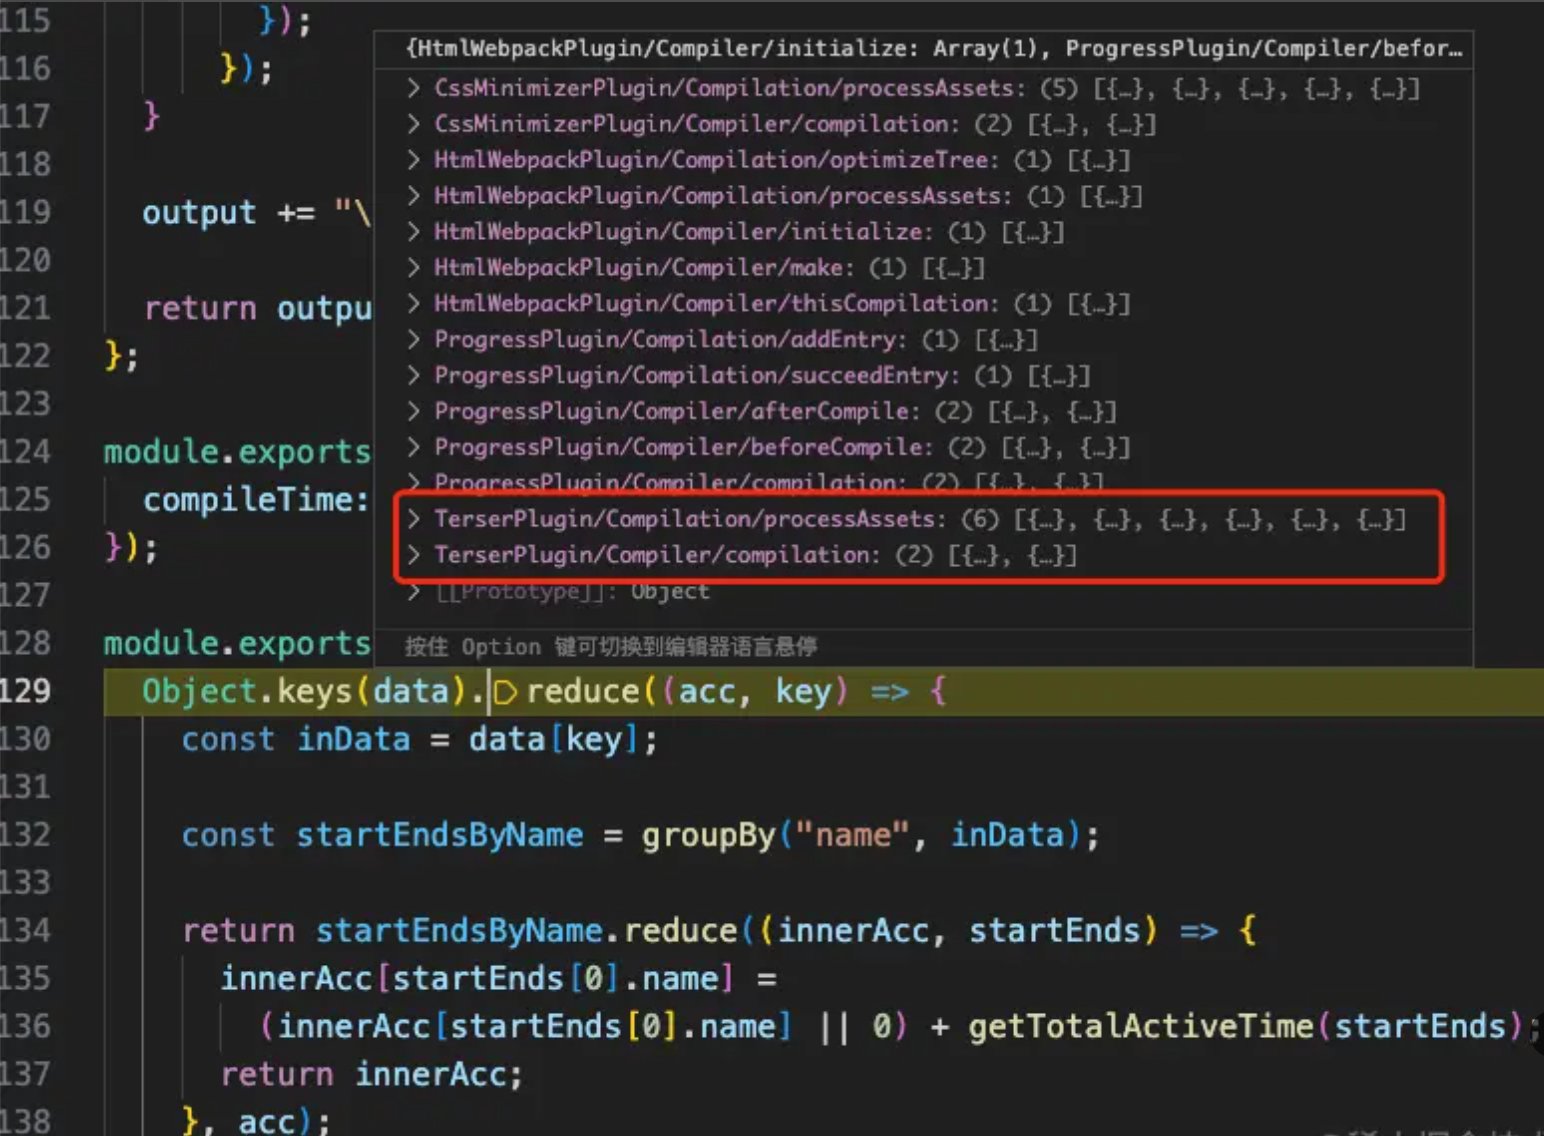 115 });
116 });
117 }
118
119 output += "\
120
121 return outpu
122 };
123
124 module.exports
125 compileTime:
126 });
127
128 module.exports
{HtmlWebpackPlugin/Compiler/initialize: Array(1), ProgressPlugin/Compiler/befor…
> CssMinimizerPlugin/Compilation/processAssets: (5) [{…}, {…}, {…}, {…}, {…}]
> CssMinimizerPlugin/Compiler/compilation: (2) [{…}, {…}]
> HtmlWebpackPlugin/Compilation/optimizeTree: (1) [{…}]
> HtmlWebpackPlugin/Compilation/processAssets: (1) [{…}]
> HtmlWebpackPlugin/Compiler/initialize: (1) [{…}]
> HtmlWebpackPlugin/Compiler/make: (1) [{…}]
> HtmlWebpackPlugin/Compiler/thisCompilation: (1) [{…}]
> ProgressPlugin/Compilation/addEntry: (1) [{…}]
> ProgressPlugin/Compilation/succeedEntry: (1) [{…}]
> ProgressPlugin/Compiler/afterCompile: (2) [{…}, {…}]
> ProgressPlugin/Compiler/beforeCompile: (2) [{…}, {…}]
> ProgressPlugin/Compiler/compilation: (2) [{…}, {…}]
> TerserPlugin/Compilation/processAssets: (6) [{…}, {…}, {…}, {…}, {…}, {…}]
> TerserPlugin/Compiler/compilation: (2) [{…}, {…}]
> [[Prototype]]: Object
按住 Option 键可切换到编辑器语言悬停
129 Object.keys(data).reduce((acc, key) => {
130 const inData = data[key];
131
132 const startEndsByName = groupBy("name", inData);
133
134 return startEndsByName.reduce((innerAcc, startEnds) => {
135 innerAcc[startEnds[0].name] =
136 (innerAcc[startEnds[0].name] || 0) + getTotalActiveTime(startEnds);
137 return innerAcc;
138 }, acc);